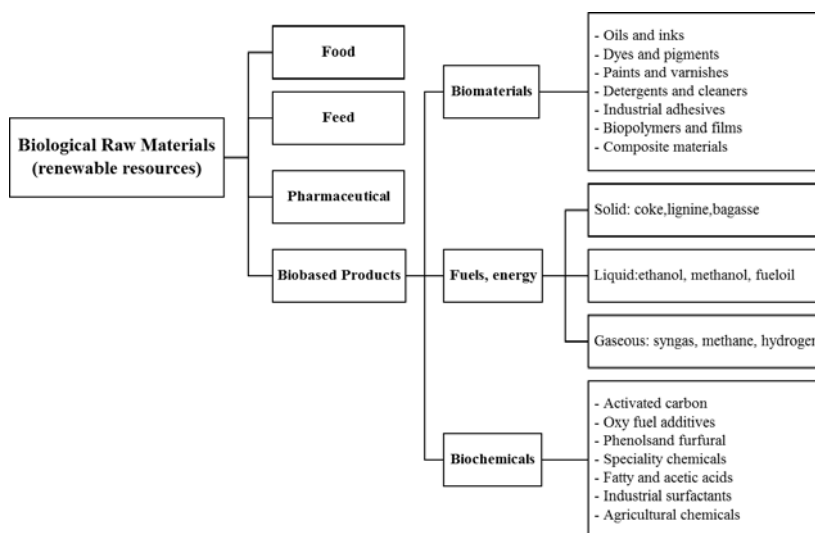 Biological Raw Materials
(renewable resources)
Food
Feed
Pharmaceutical
Biobased Products
Biomaterials
- Oils and inks
- Dyes and pigments
- Paints and varnishes
- Detergents and cleaners
- Industrial adhesives
- Biopolymers and films
- Composite materials
Fuels, energy
Solid: coke,lignine,bagasse
Liquid:ethanol, methanol, fueloil
Gaseous: syngas, methane, hydrogen
Biochemicals
- Activated carbon
- Oxy fuel additives
- Phenolsand furfural
- Speciality chemicals
- Fatty and acetic acids
- Industrial surfactants
- Agricultural chemicals